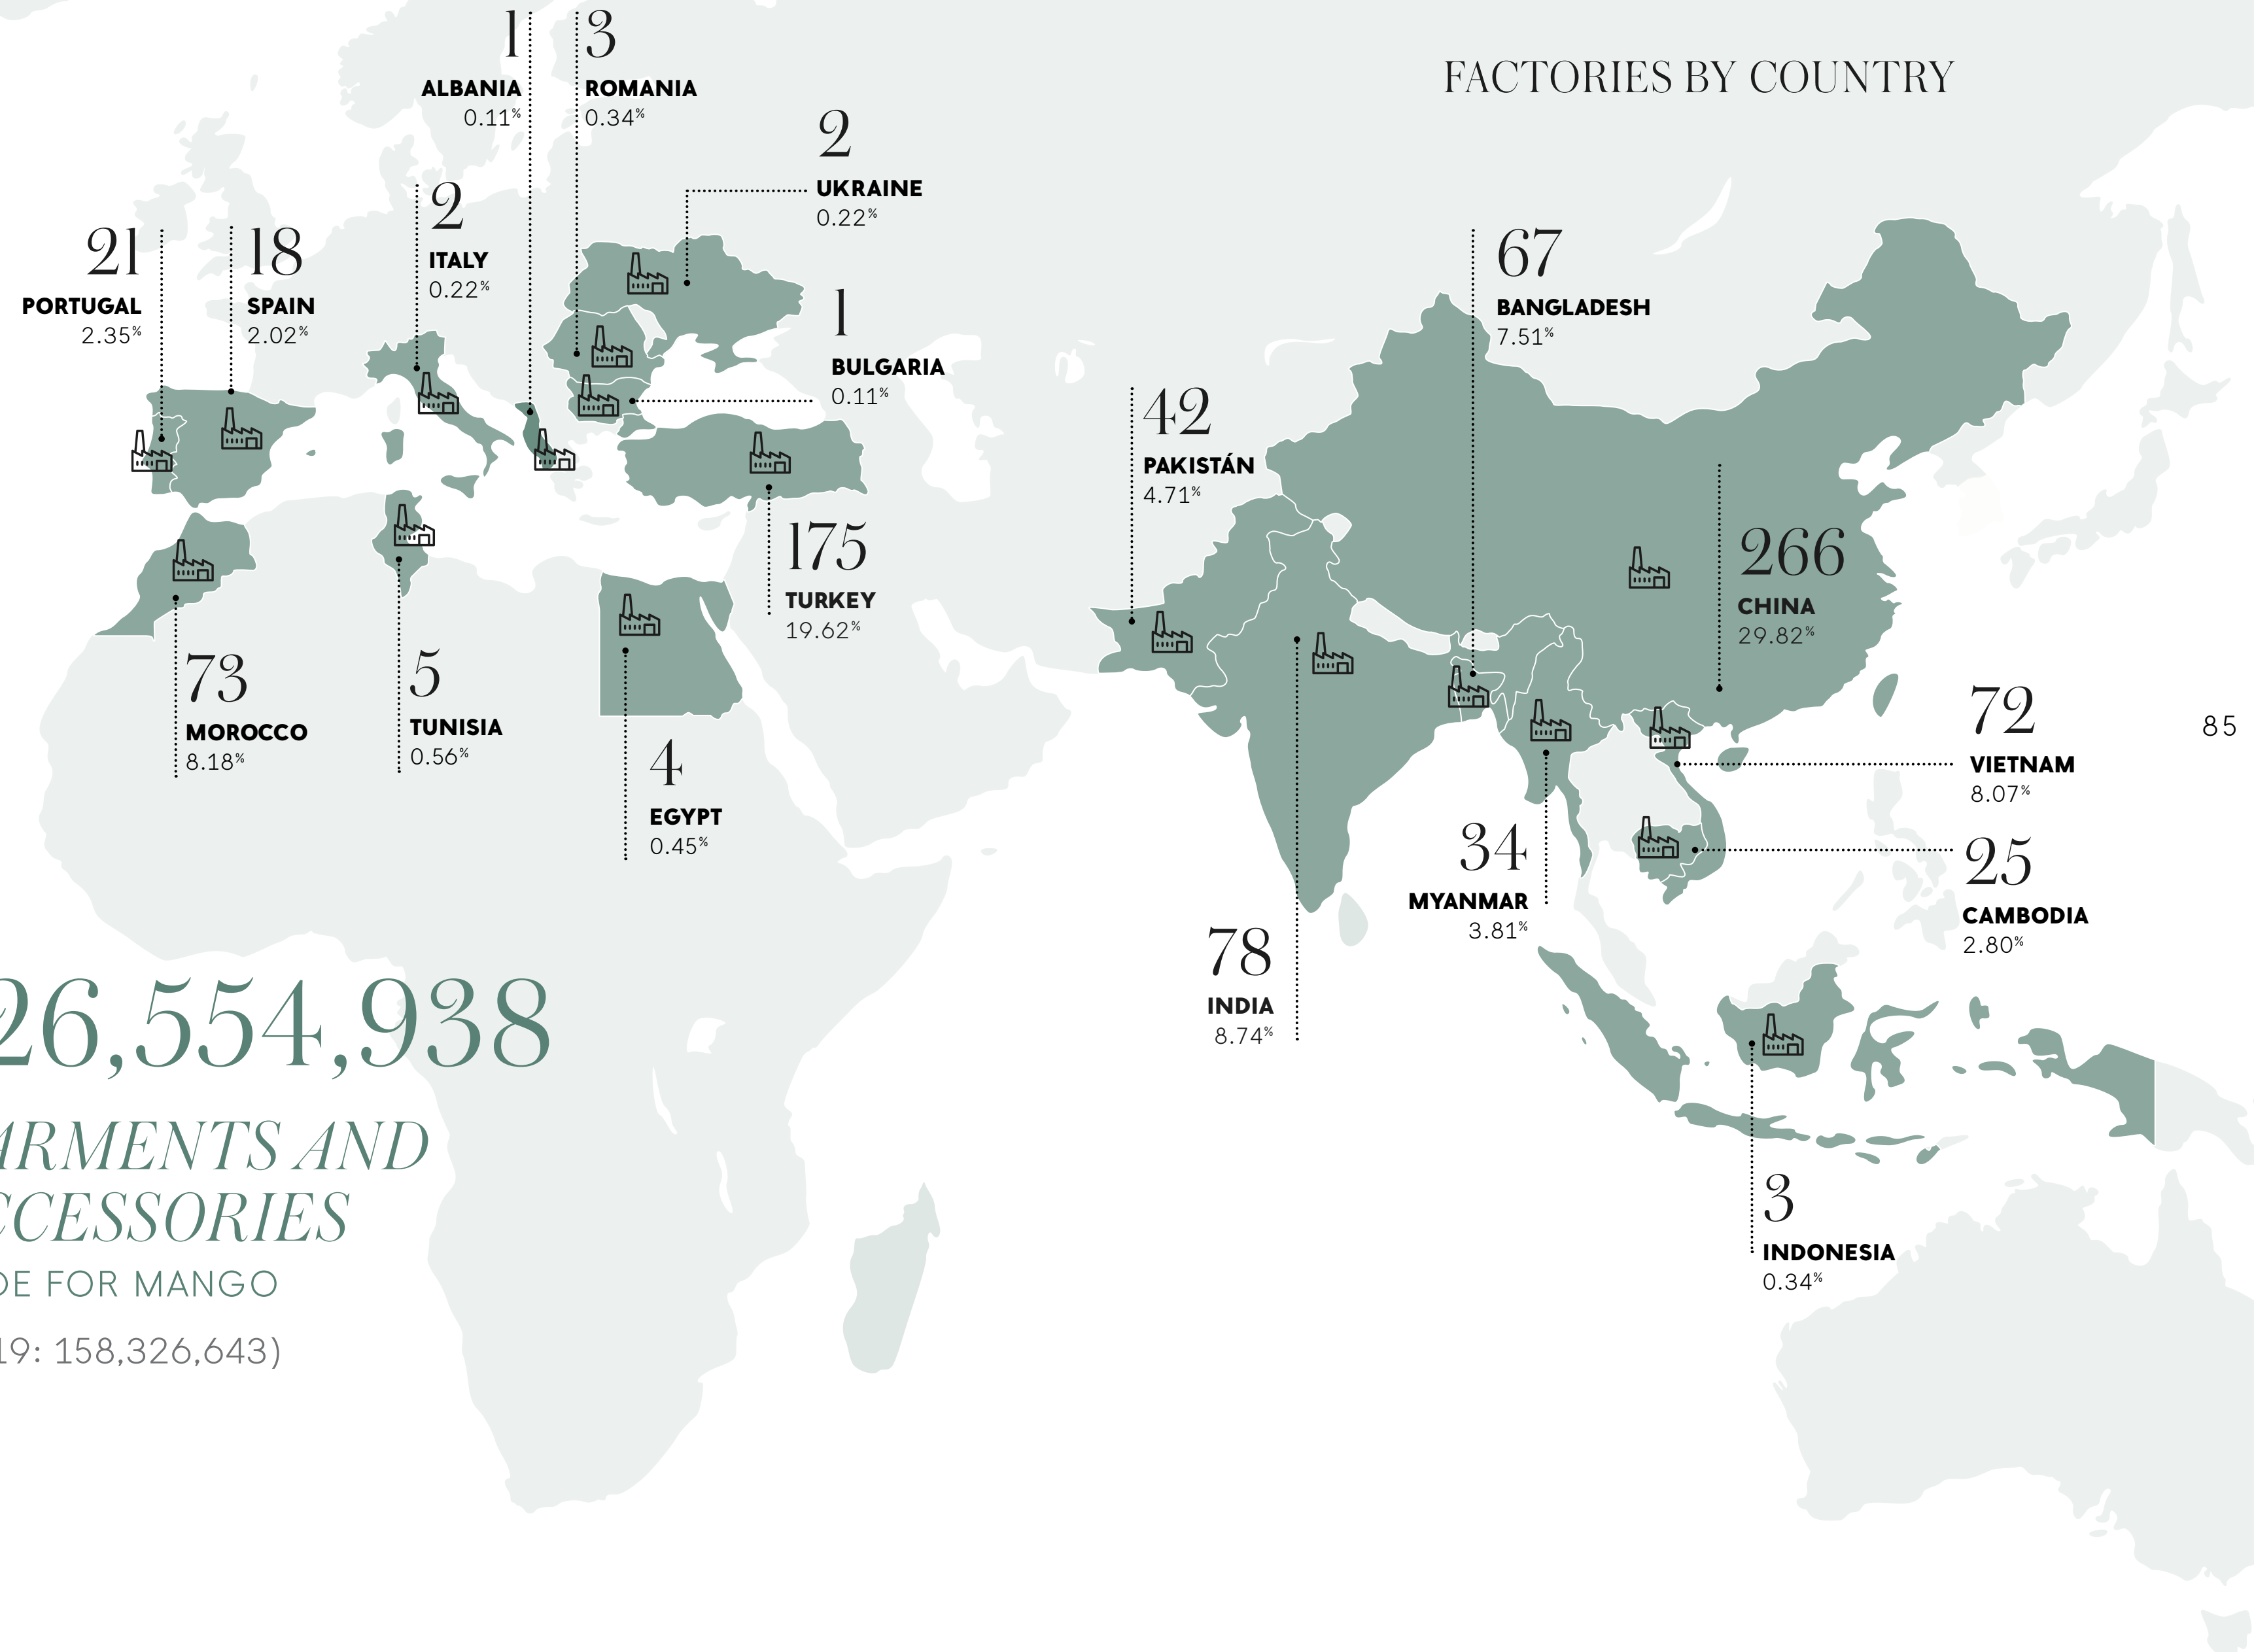 FACTORIES BY COUNTRY
1
ALBANIA
0.11%
3
ROMANIA
0.34%
2
UKRAINE
0.22%
21
PORTUGAL
2.35%
18
SPAIN
2.02%
2
ITALY
0.22%
1
BULGARIA
0.11%
67
BANGLADESH
7.51%
42
PAKISTÁN
4.71%
175
TURKEY
19.62%
266
CHINA
29.82%
73
MOROCCO
8.18%
5
TUNISIA
0.56%
4
EGYPT
0.45%
72
VIETNAM
8.07%
85
34
MYANMAR
3.81%
25
CAMBODIA
2.80%
78
INDIA
8.74%
3
INDONESIA
0.34%
26,554,938
ARMENTS AND
CCESSORIES
DE FOR MANGO
19: 158,326,643)